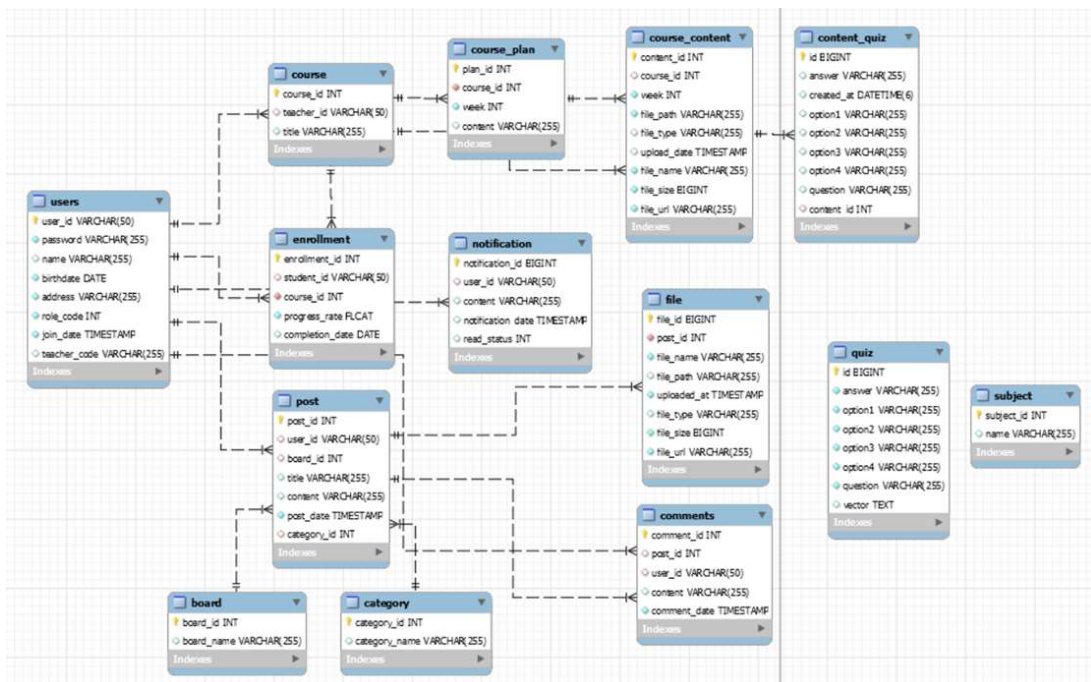 course
course_id INT
teacher_id VARCHAR(50)
title VARCHAR(255)
Indexes
course_plan
plan_id INT
course_id INT
week INT
content VARCHAR(255)
Indexes
course_content
content_id INT
course_id INT
week INT
file_path VARCHAR(255)
file_type VARCHAR(255)
upload_date TIMESTAMP
file_name VARCHAR(255)
file_size BIGINT
file_url VARCHAR(255)
Indexes
content_quiz
id BIGINT
answer VARCHAR(255)
created_at DATETIME(6)
option1 VARCHAR(255)
option2 VARCHAR(255)
option3 VARCHAR(255)
option4 VARCHAR(255)
question VARCHAR(255)
content_id INT
Indexes
users
user_id VARCHAR(50)
password VARCHAR(255)
name VARCHAR(255)
birthdate DATE
address VARCHAR(255)
role_code INT
join_date TIMESTAMP
teacher_code VARCHAR(255)
Indexes
enrollment
enrollment_id INT
student_id VARCHAR(50)
course_id INT
progress_rate FLOAT
completion_date DATE
Indexes
notification
notification_id BIGINT
user_id VARCHAR(50)
content VARCHAR(255)
notification_date TIMESTAMP
read_status INT
Indexes
file
file_id BIGINT
post_id INT
file_name VARCHAR(255)
file_path VARCHAR(255)
uploaded_at TIMESTAMP
file_type VARCHAR(255)
file_size BIGINT
file_url VARCHAR(255)
Indexes
quiz
id BIGINT
answer VARCHAR(255)
option1 VARCHAR(255)
option2 VARCHAR(255)
option3 VARCHAR(255)
option4 VARCHAR(255)
question VARCHAR(255)
vector TEXT
Indexes
subject
subject_id INT
name VARCHAR(255)
Indexes
post
post_id INT
user_id VARCHAR(50)
board_id INT
title VARCHAR(255)
content VARCHAR(255)
post_date TIMESTAMP
category_id INT
Indexes
comments
comment_id INT
post_id INT
user_id VARCHAR(50)
content VARCHAR(255)
comment_date TIMESTAMP
Indexes
board
board_id INT
board_name VARCHAR(255)
Indexes
category
category_id INT
category_name VARCHAR(255)
Indexes